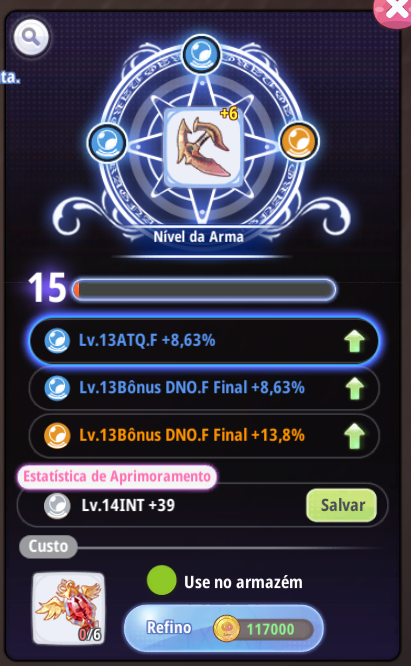 ta.
+6
Nível da Arma
15
Lv.13ATQ.F +8,63%
Lv.13Bônus DNO.F Final +8,63%
Lv.13Bônus DNO.F Final +13,8%
Estatística de Aprimoramento
Lv.14INT +39
Salvar
Custo
0/6
Use no armazém
Refino 117000